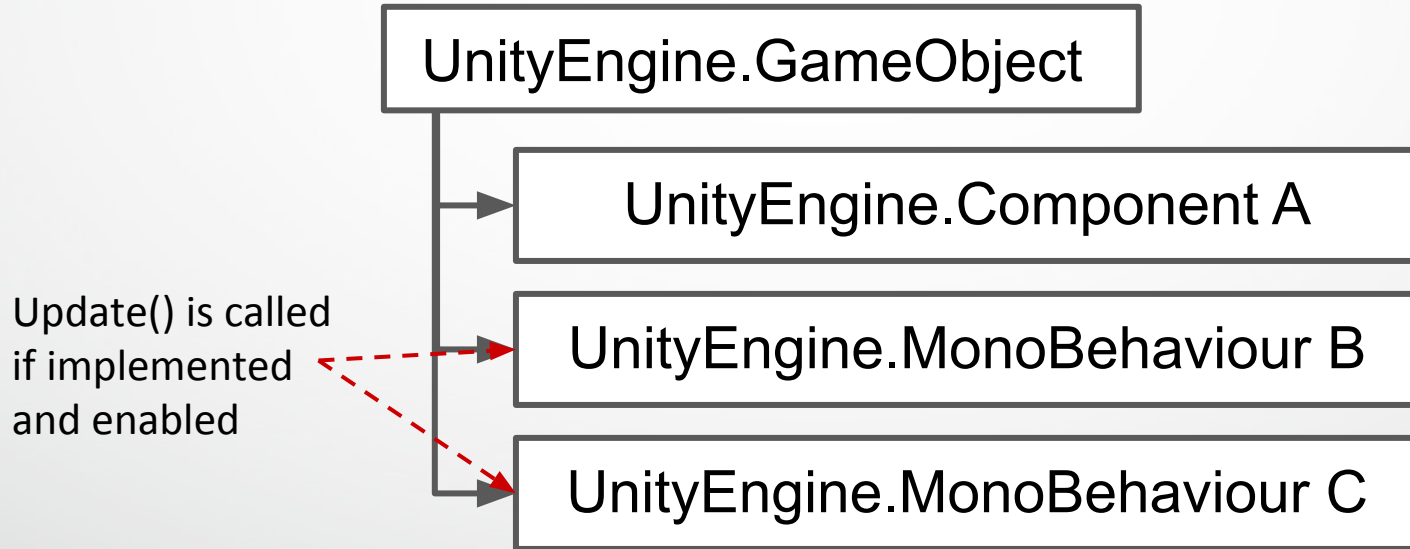 UnityEngine.GameObject
UnityEngine.Component A
Update() is called
if implemented
and enabled
UnityEngine.MonoBehaviour B
UnityEngine.MonoBehaviour C